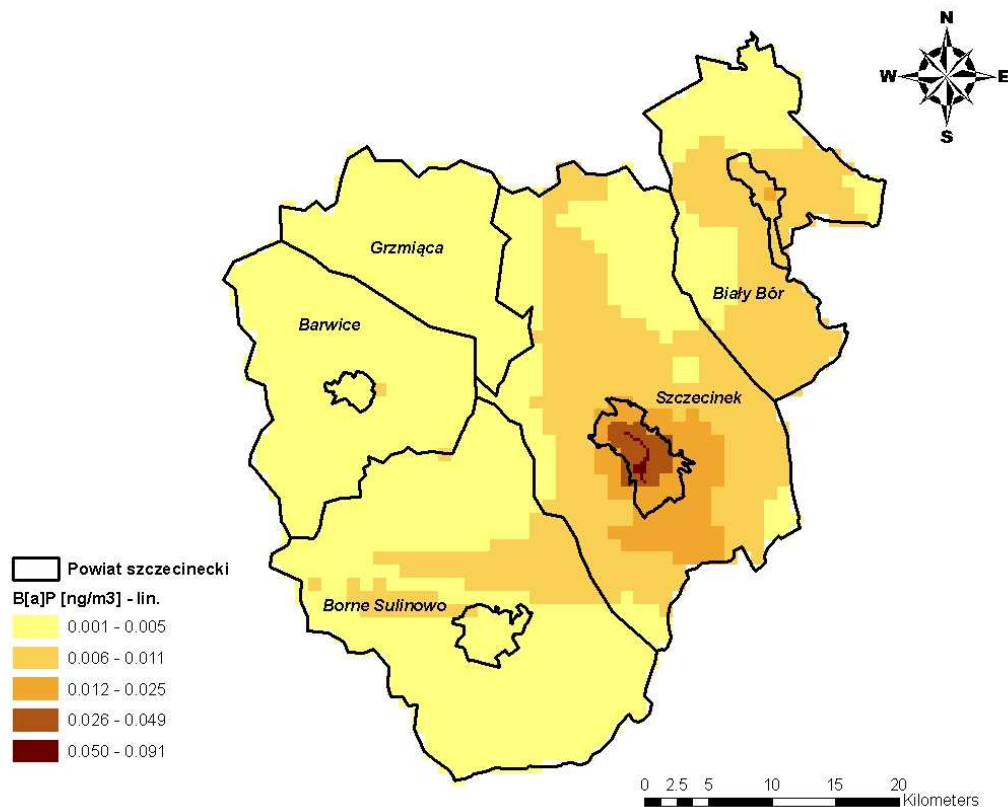 N
W E
S
Grzmiąca
Biały Bór
Barwice
Szczecinek
Borne Sulinowo
Powiat szczecinecki
B[a]P [ng/m3] - lin.
0.001 - 0.005
0.006 - 0.011
0.012 - 0.025
0.026 - 0.049
0.050 - 0.091
0 2.5 5 10 15 20
Kilometers